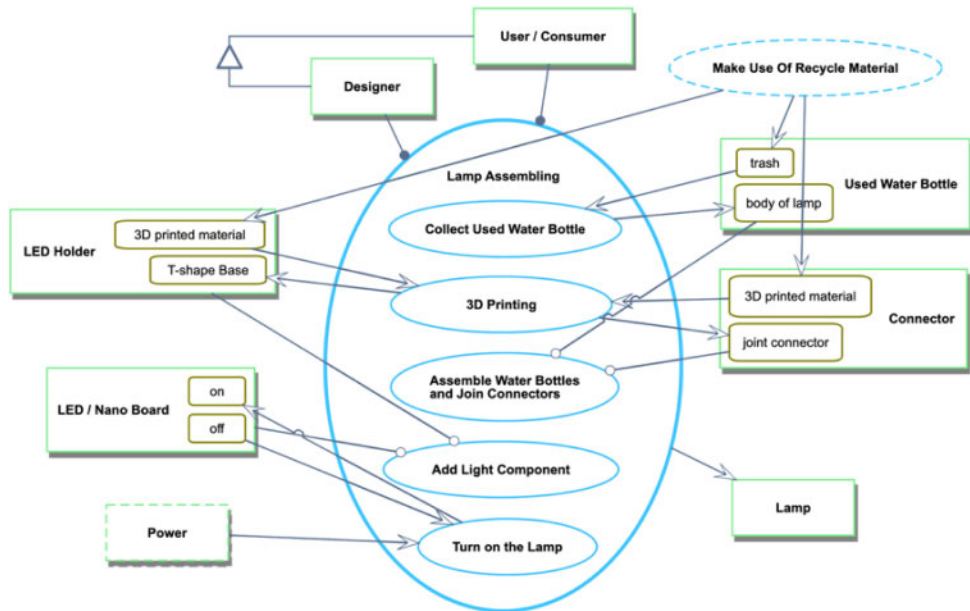 User / Consumer
Designer
Make Use Of Recycle Material
Lamp Assembling
trash
Used Water Bottle
body of lamp
Collect Used Water Bottle
3D printed material
LED Holder
T-shape Base
3D Printing
3D printed material
Connector
joint connector
Assemble Water Bottles
and Join Connectors
on
LED / Nano Board
off
Add Light Component
Lamp
Power
Turn on the Lamp